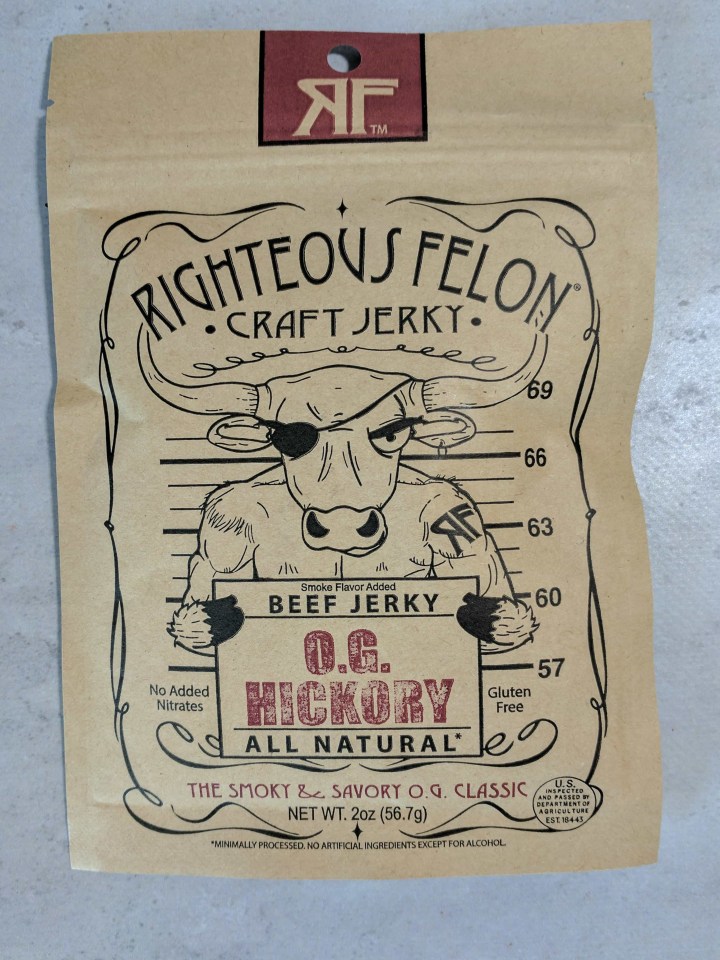 RF™
RIGHTEOUS FELON®
• CRAFT JERKY •
69
66
RF
63
60
57
Smoke Flavor Added
BEEF JERKY
O.G.
HICKORY
ALL NATURAL*
No Added
Nitrates
Gluten
Free
THE SMOKY & SAVORY O.G. CLASSIC
NET WT. 2oz (56.7g)
U.S.
INSPECTED
AND PASSED BY
DEPARTMENT OF
AGRICULTURE
EST. 18443
*MINIMALLY PROCESSED. NO ARTIFICIAL INGREDIENTS EXCEPT FOR ALCOHOL.